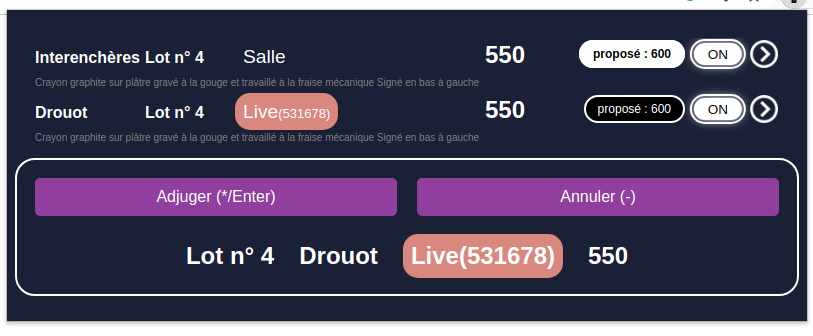 Interenchères Lot n° 4 Salle 550 proposé : 600 ON
Crayon graphite sur plâtre gravé à la gouge et travaillé à la fraise mécanique Signé en bas à gauche
Drouot Lot n° 4 Live(531678) 550 proposé : 600 ON
Crayon graphite sur plâtre gravé à la gouge et travaillé à la fraise mécanique Signé en bas à gauche
Adjuger (*/Enter) Annuler (-)
Lot n° 4 Drouot Live(531678) 550